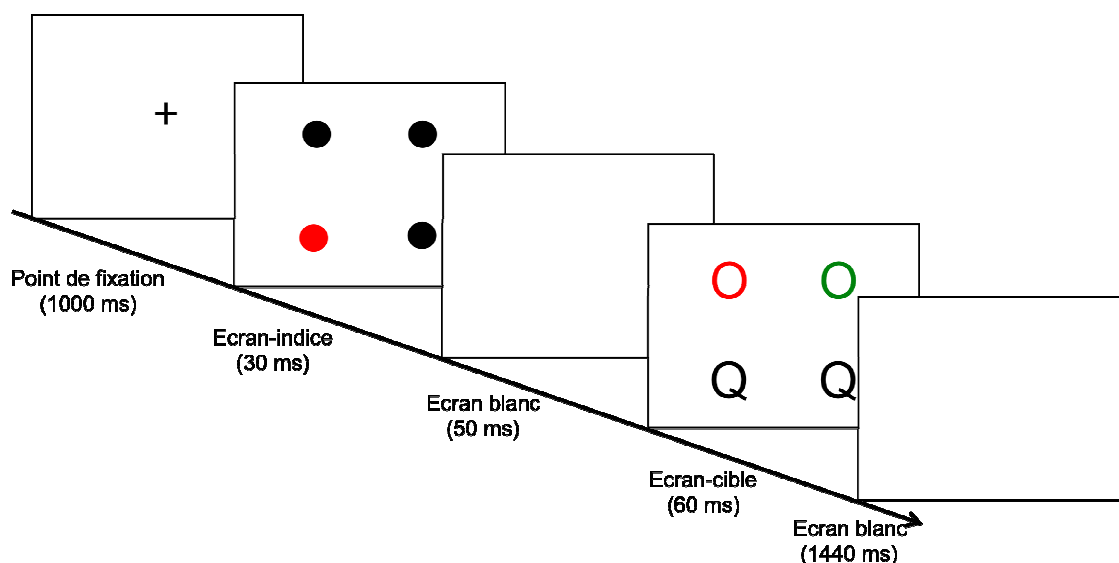 +
Point de fixation
(1000 ms)
Ecran-indice
(30 ms)
Ecran blanc
(50 ms)
O O
Q Q
Ecran-cible
(60 ms)
Ecran blanc
(1440 ms)